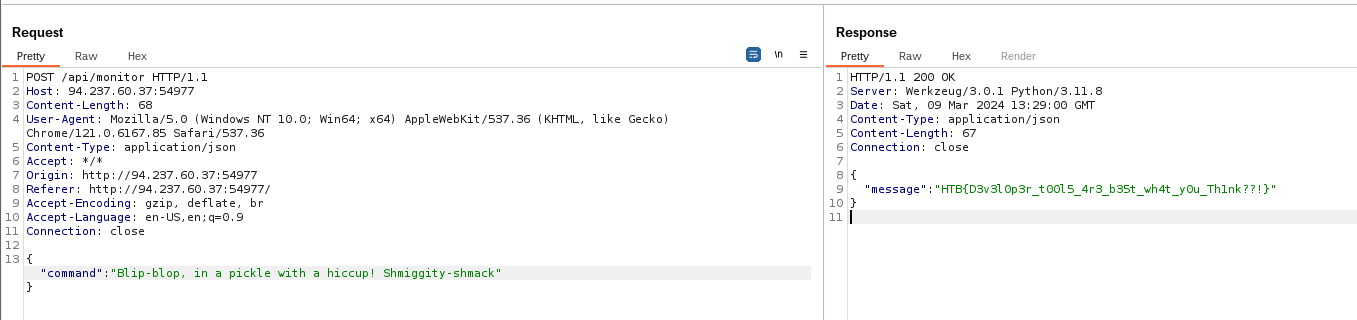 Request
Pretty Raw Hex
\n
1 POST /api/monitor HTTP/1.1
2 Host: 94.237.60.37:54977
3 Content-Length: 68
4 User-Agent: Mozilla/5.0 (Windows NT 10.0; Win64; x64) AppleWebKit/537.36 (KHTML, like Gecko)
Chrome/121.0.6167.85 Safari/537.36
5 Content-Type: application/json
6 Accept: */*
7 Origin: http://94.237.60.37:54977
8 Referer: http://94.237.60.37:54977/
9 Accept-Encoding: gzip, deflate, br
10 Accept-Language: en-US,en;q=0.9
11 Connection: close
12
13 {
"command":"Blip-blop, in a pickle with a hiccup! Shmiggity-shmack"
}
Response
Pretty Raw Hex Render
1 HTTP/1.1 200 OK
2 Server: Werkzeug/3.0.1 Python/3.11.8
3 Date: Sat, 09 Mar 2024 13:29:00 GMT
4 Content-Type: application/json
5 Content-Length: 67
6 Connection: close
7
8 {
9 "message":"HTB{D3v3l0p3r_t00l5_4r3_b35t_wh4t_y0u_Th1nk??!}"
10 }
11